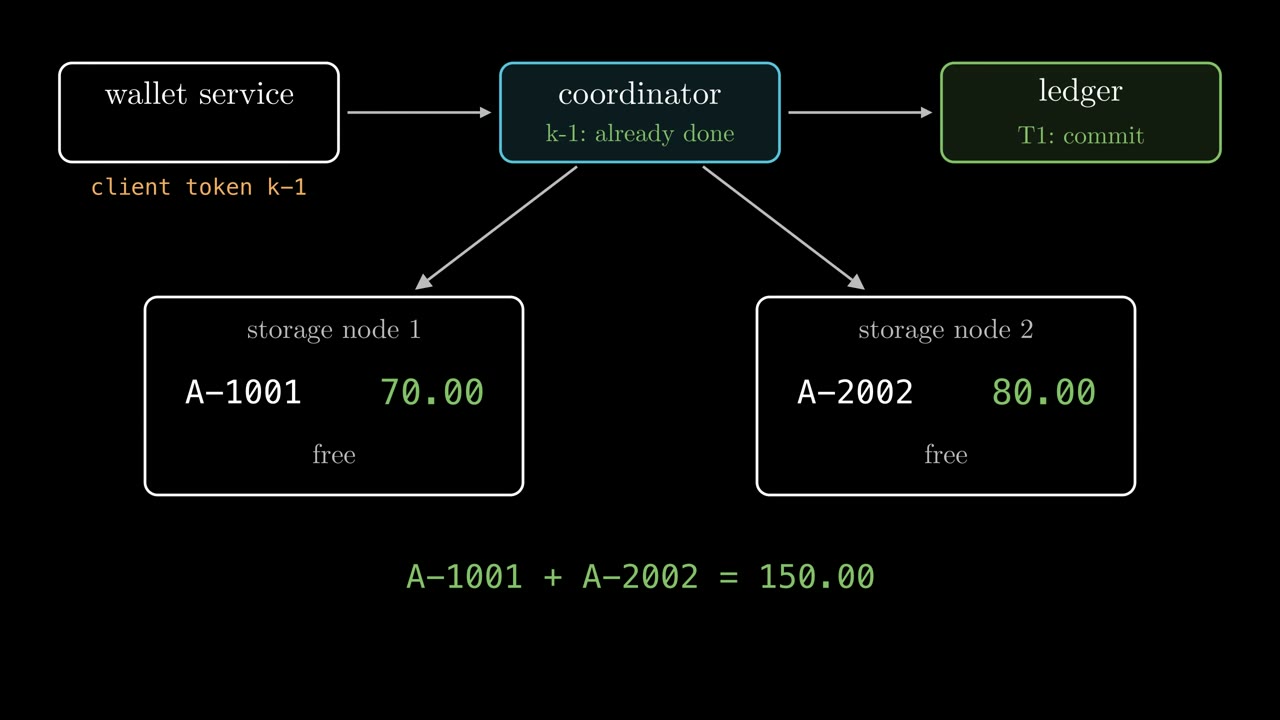 wallet service
client token k-1
coordinator
k-1: already done
ledger
T1: commit
storage node 1
A-1001 70.00
free
storage node 2
A-2002 80.00
free
A-1001 + A-2002 = 150.00